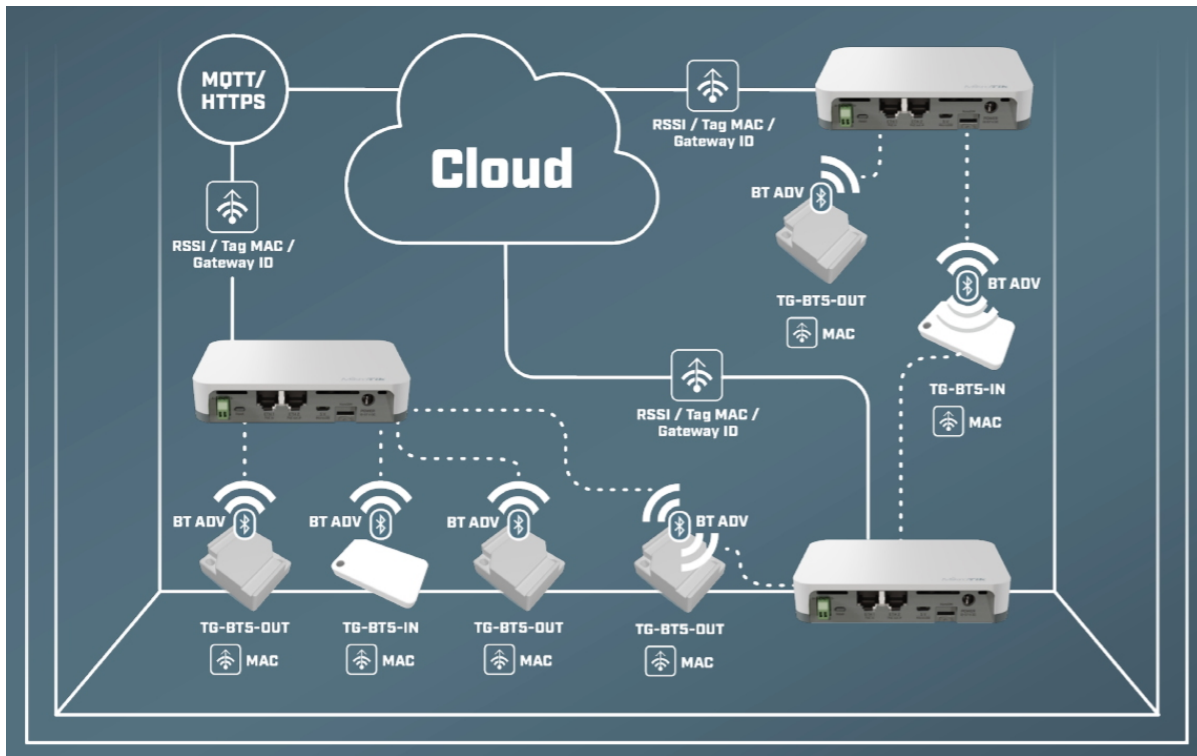 MQTT/
HTTPS
Cloud
RSSI / Tag MAC /
Gateway ID
RSSI / Tag MAC /
Gateway ID
BT ADV
TG-BT5-OUT
MAC
BT ADV
TG-BT5-IN
MAC
RSSI / Tag MAC /
Gateway ID
BT ADV
BT ADV
BT ADV
BT ADV
TG-BT5-OUT
TG-BT5-IN
TG-BT5-OUT
TG-BT5-OUT
MAC
MAC
MAC
MAC